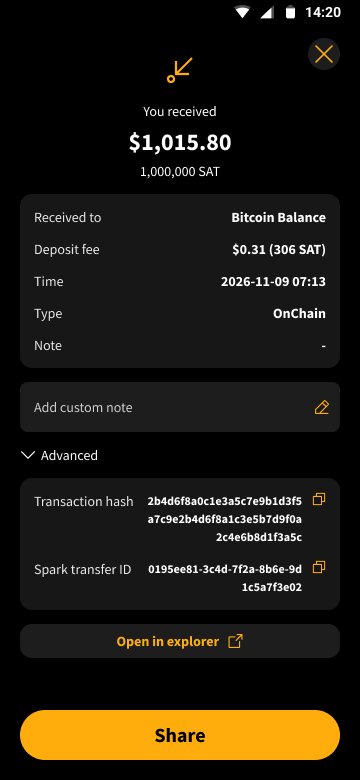 14:20
You received
$1,015.80
1,000,000 SAT
Received to Bitcoin Balance
Deposit fee $0.31 (306 SAT)
Time 2026-11-09 07:13
Type OnChain
Note -
Add custom note
Advanced
Transaction hash 2b4d6f8a0c1e3a5c7e9b1d3f5
a7c9e2b4d6f8a1c3e5b7d9f0a
2c4e6b8d1f3a5c
Spark transfer ID 0195ee81-3c4d-7f2a-8b6e-9d
1c5a7f3e02
Open in explorer
Share